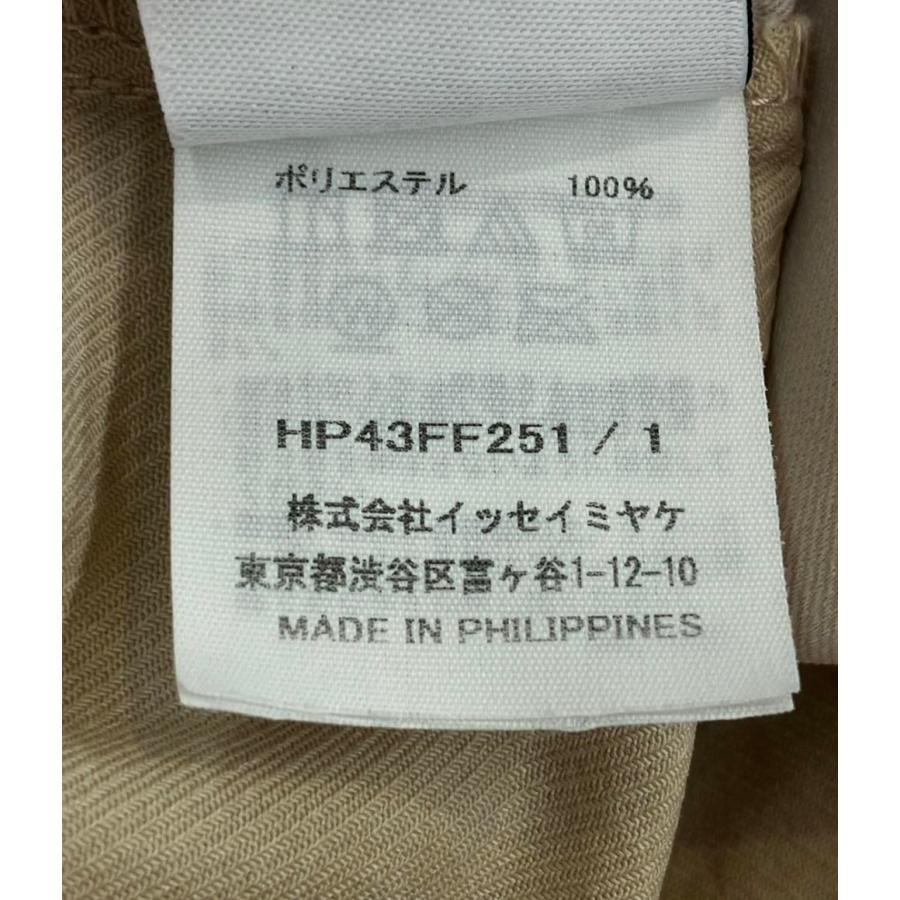 ポリエステル 100%
HP43FF251 / 1
株式会社イッセイミヤケ
東京都渋谷区富ヶ谷1-12-10
MADE IN PHILIPPINES